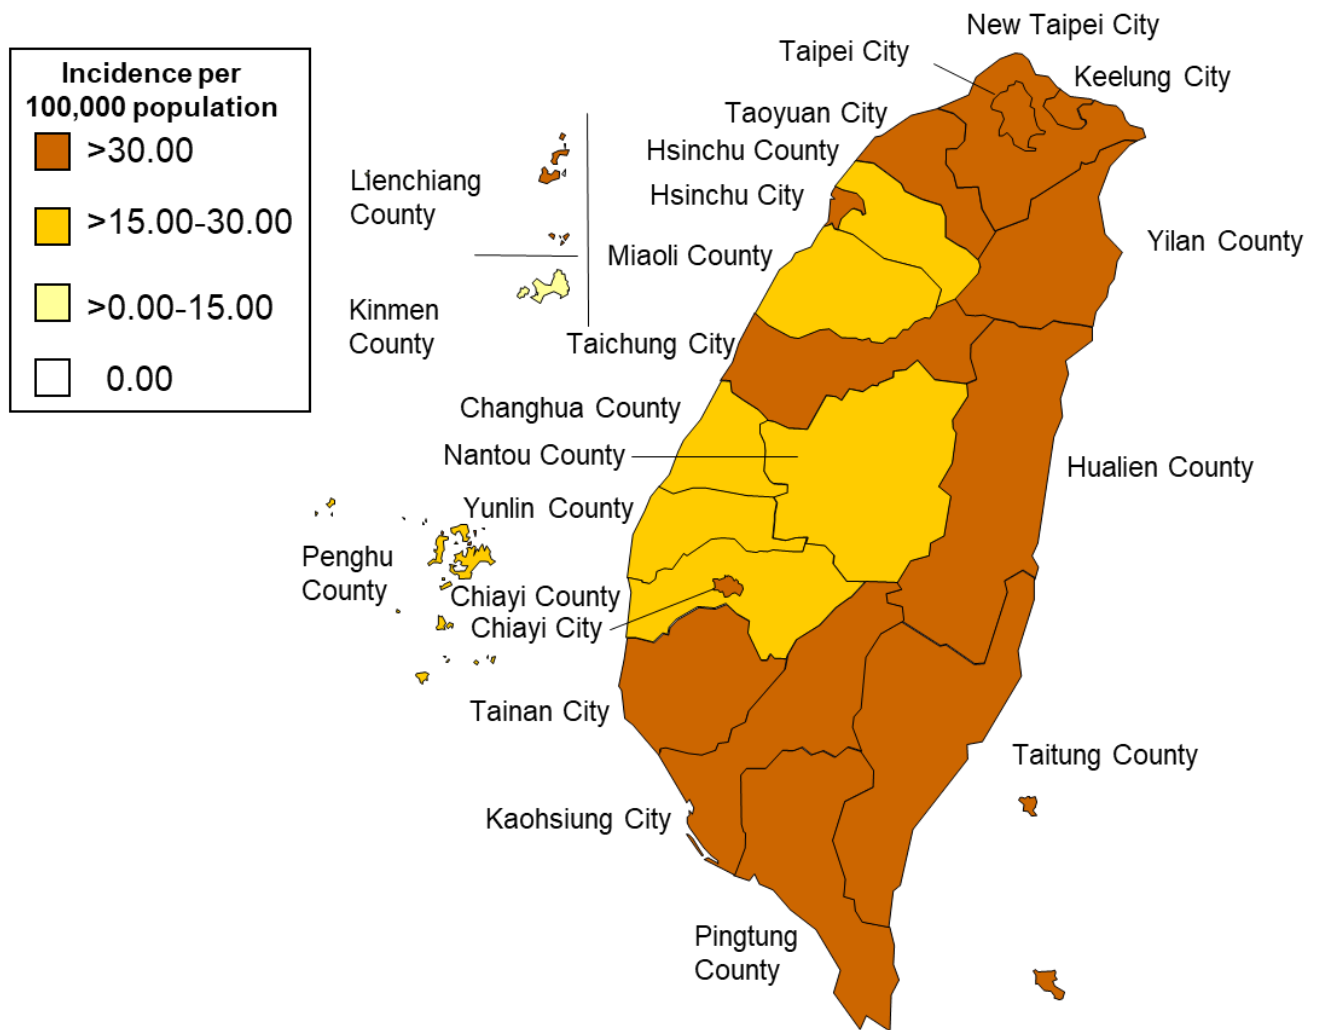 Incidence per
100,000 population
>30.00
>15.00-30.00
>0.00-15.00
0.00
New Taipei City
Taipei City
Keelung City
Taoyuan City
Hsinchu County
Lienchiang
County
Hsinchu City
Yilan County
Miaoli County
Kinmen
County
Taichung City
Changhua County
Nantou County
Hualien County
Yunlin County
Penghu
County
Chiayi County
Chiayi City
Tainan City
Taitung County
Kaohsiung City
Pingtung
County